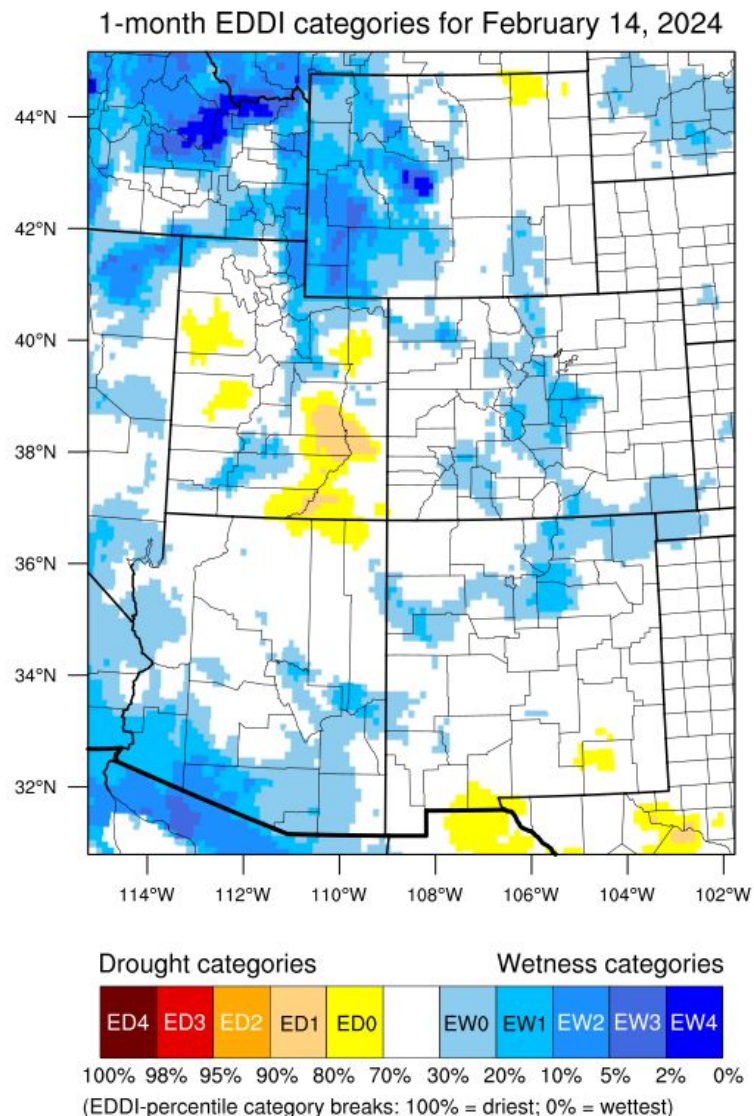 1-month EDDI categories for February 14, 2024
44°N
42°N
40°N
38°N
36°N
34°N
32°N
114°W 112°W 110°W 108°W 106°W 104°W 102°W
Drought categories Wetness categories
ED4 ED3 ED2 ED1 ED0 EW0 EW1 EW2 EW3 EW4
100% 98% 95% 90% 80% 70% 30% 20% 10% 5% 2% 0%
(EDDI-percentile category breaks: 100% = driest; 0% = wettest)